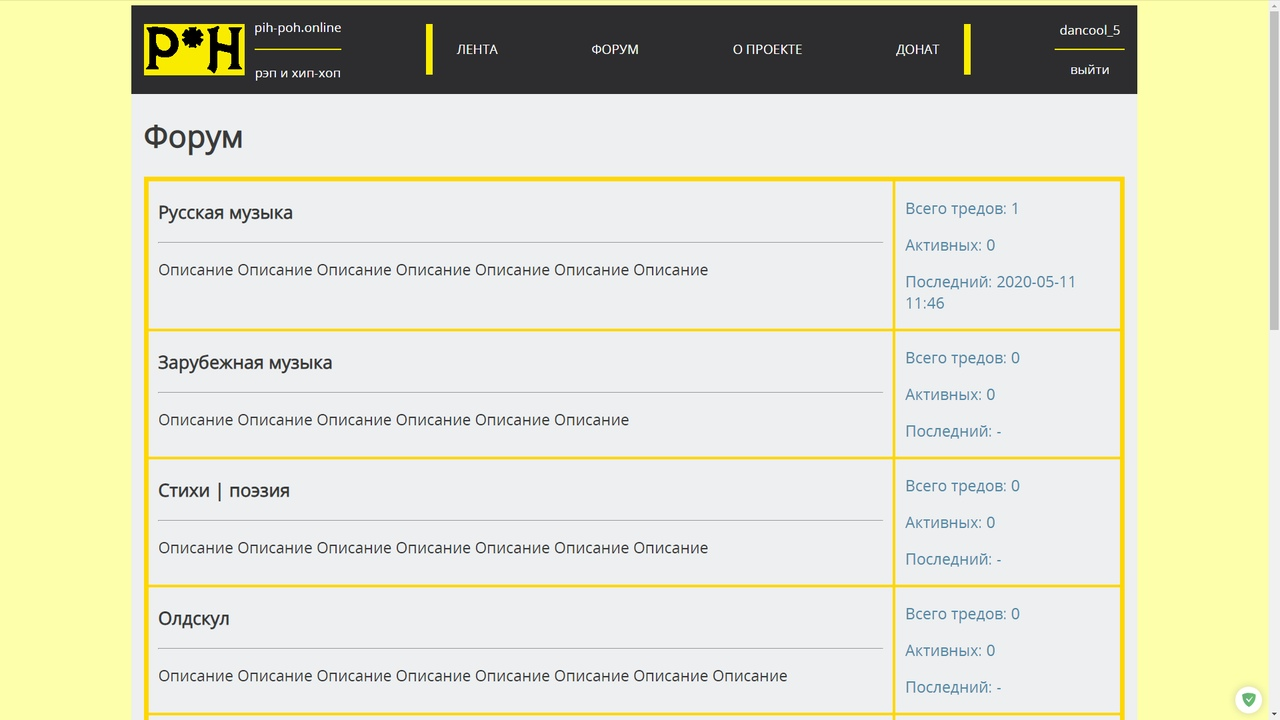 P*H
pih-poh.online
рэп и хип-хоп
ЛЕНТА
ФОРУМ
О ПРОЕКТЕ
ДОНАТ
dancool_5
выйти
Форум
Русская музыка
Описание Описание Описание Описание Описание Описание Описание
Всего тредов: 1
Активных: 0
Последний: 2020-05-11
11:46
Зарубежная музыка
Описание Описание Описание Описание Описание Описание
Всего тредов: 0
Активных: 0
Последний: -
Стихи | поэзия
Описание Описание Описание Описание Описание Описание Описание
Всего тредов: 0
Активных: 0
Последний: -
Олдскул
Описание Описание Описание Описание Описание Описание Описание Описание
Всего тредов: 0
Активных: 0
Последний: -